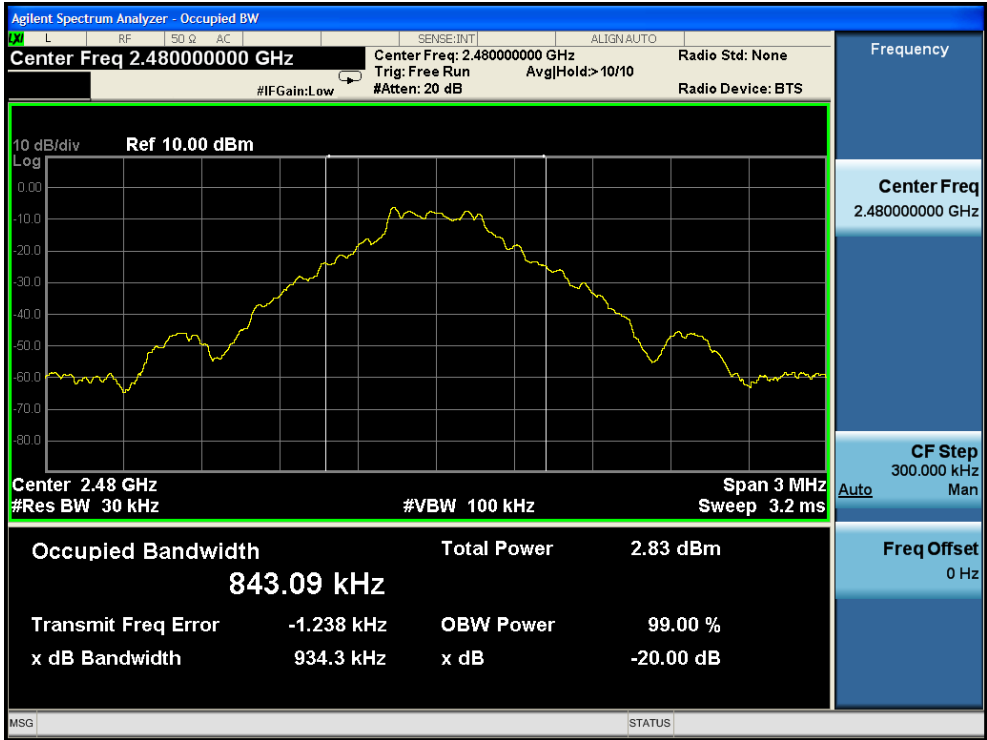 Agilent Spectrum Analyzer - Occupied BW
LXI L RF 50 Ω AC SENSE:INT ALIGN AUTO
Center Freq 2.480000000 GHz
Center Freq: 2.480000000 GHz
Radio Std: None
Trig: Free Run Avg|Hold:> 10/10
#IFGain:Low
#Atten: 20 dB
Radio Device: BTS
10 dB/div Ref 10.00 dBm
Log
0.00
-10.0
-20.0
-30.0
-40.0
-50.0
-60.0
-70.0
-80.0
Center 2.48 GHz
Span 3 MHz
#Res BW 30 kHz
#VBW 100 kHz
Sweep 3.2 ms
Occupied Bandwidth
843.09 kHz
Total Power 2.83 dBm
Transmit Freq Error -1.238 kHz
OBW Power 99.00 %
x dB Bandwidth 934.3 kHz
x dB -20.00 dB
Frequency
Center Freq
2.480000000 GHz
CF Step
300.000 kHz
Auto Man
Freq Offset
0 Hz
MSG
STATUS